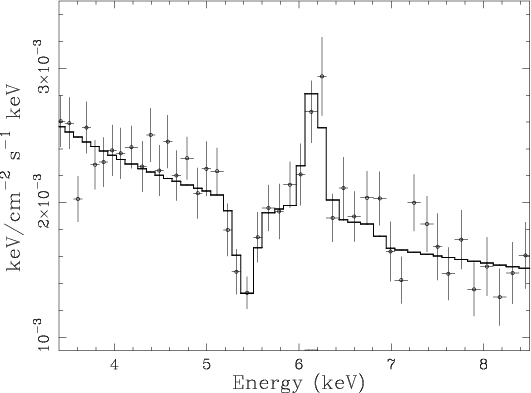 keV/cm⁻² s⁻¹ keV
3×10⁻³
2×10⁻³
10⁻³
4 5 6 7 8
Energy (keV)